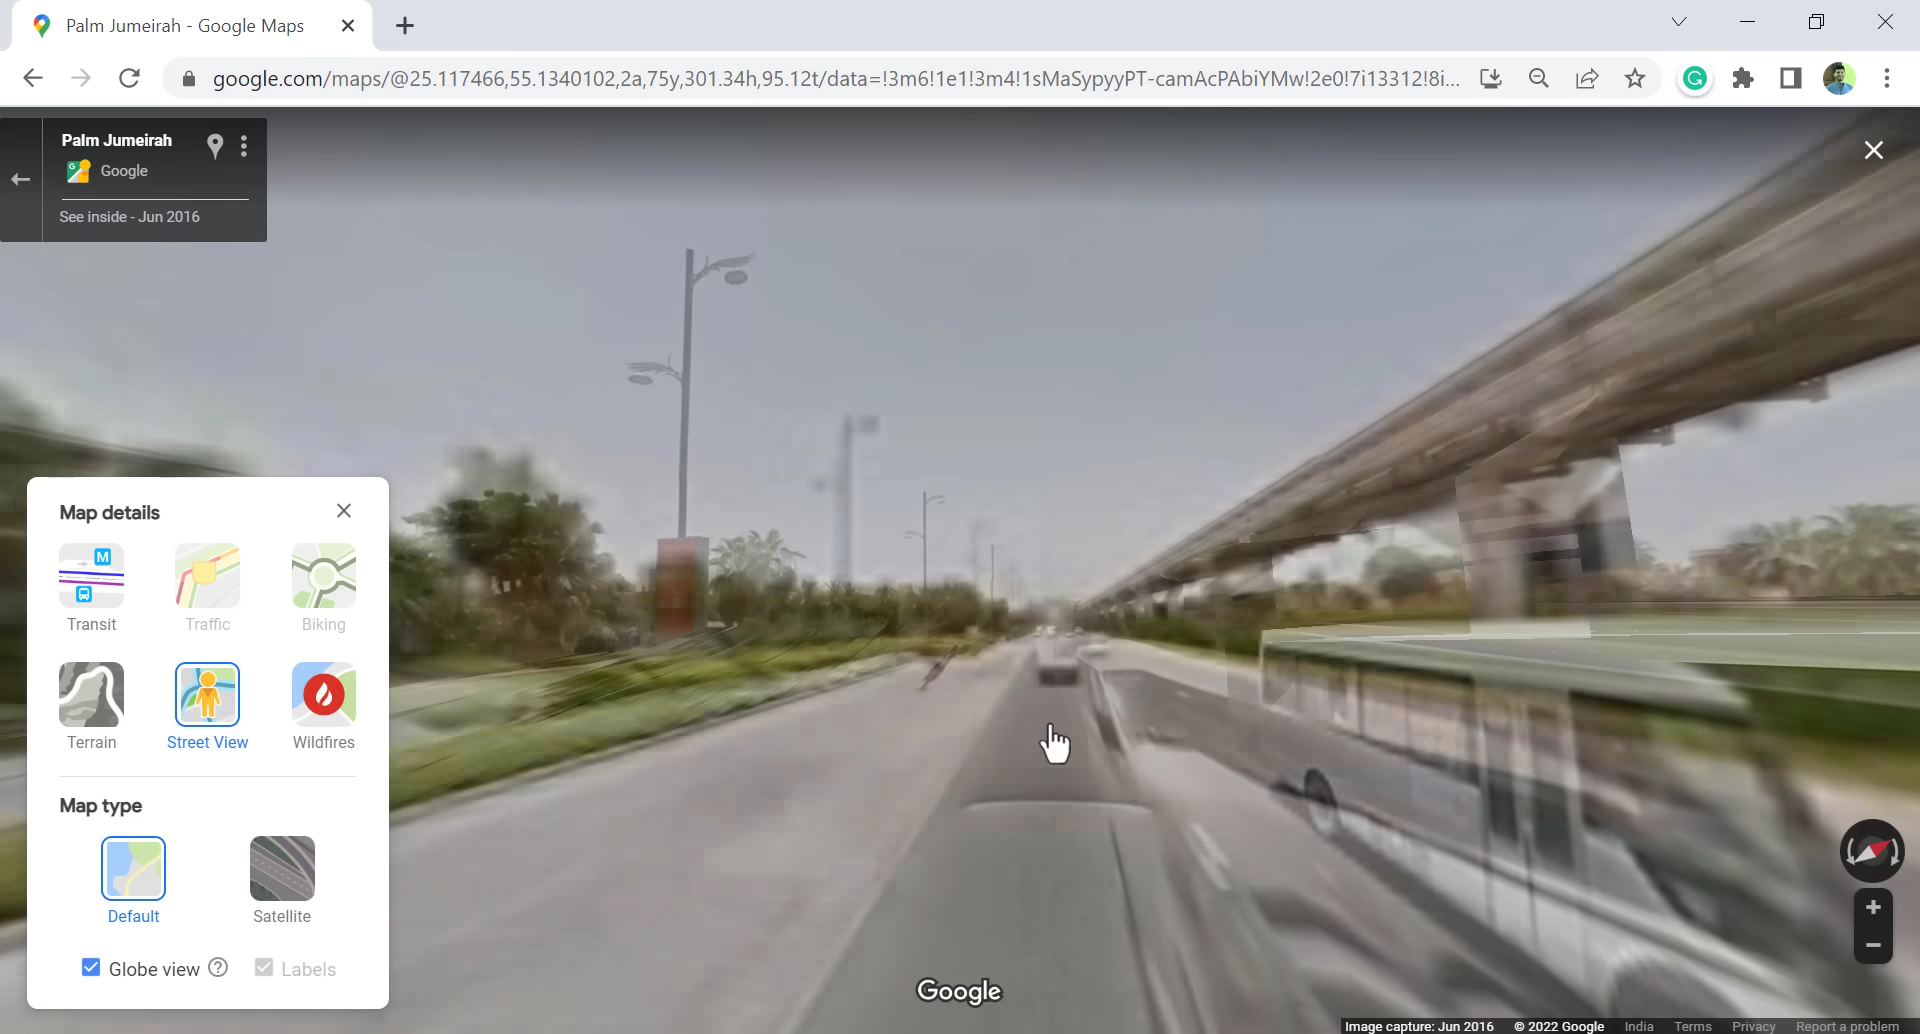 Palm Jumeirah - Google Maps
google.com/maps/@25.117466,55.1340102,2a,75y,301.34h,95.12t/data=!3m6!1e1!3m4!1sMaSypyyPT-camAcPAbiYMw!2e0!7i13312!8i...
G
Palm Jumeirah
G
Google
See inside - Jun 2016
Map details
M
Transit
Traffic
Biking
Terrain
Street View
Wildfires
Map type
Default
Satellite
Globe view ?
Labels
Google
Image capture: Jun 2016 © 2022 Google India Terms Privacy Report a problem